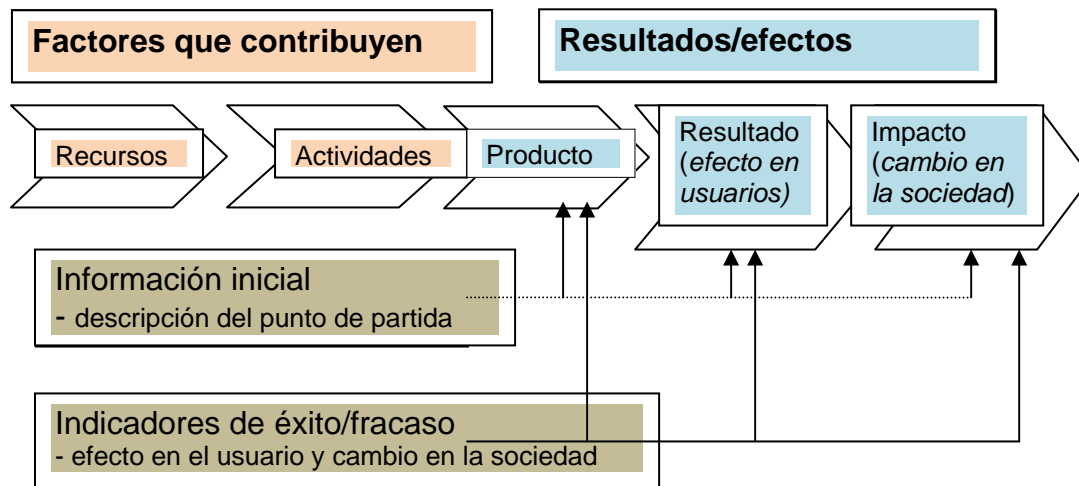 Factores que contribuyen
Resultados/efectos
Recursos
Actividades
Producto
Resultado
(efecto en
usuarios)
Impacto
(cambio en
la sociedad)
Información inicial
- descripción del punto de partida
Indicadores de éxito/fracaso
- efecto en el usuario y cambio en la sociedad